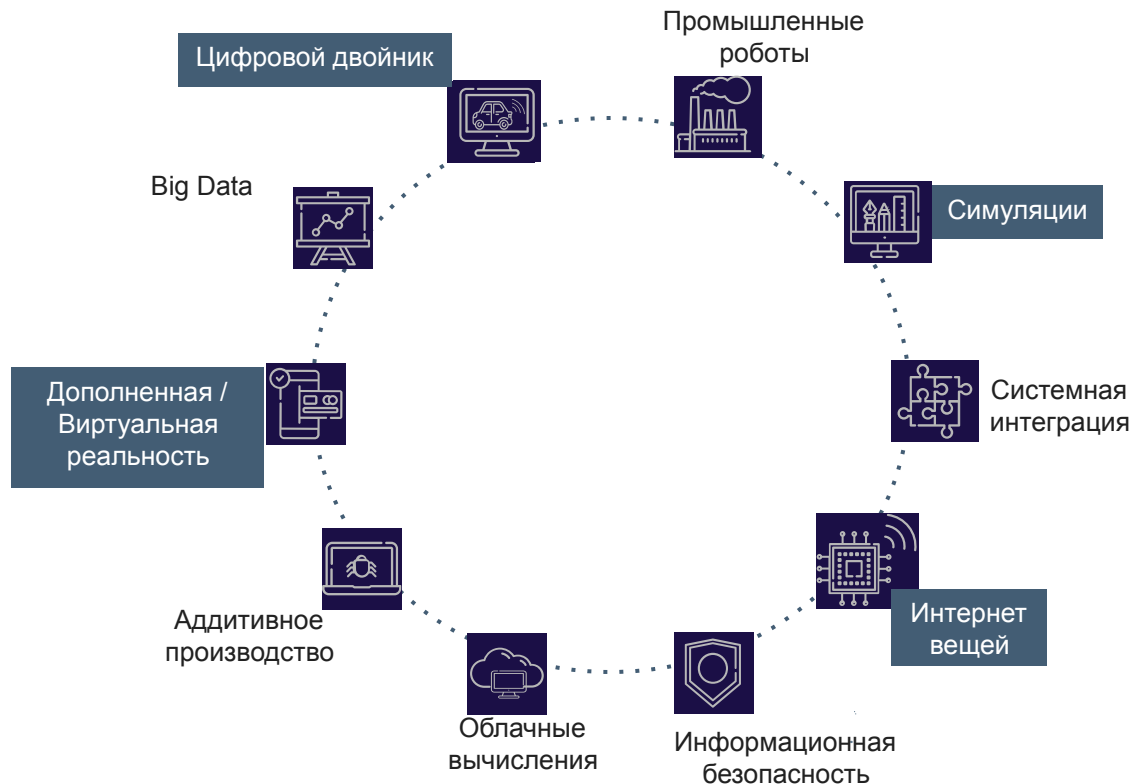 Промышленные
роботы
Цифровой двойник
Big Data
Симуляции
Дополненная /
Виртуальная
реальность
Системная
интеграция
Аддитивное
производство
Интернет
вещей
Облачные
вычисления
Информационная
безопасность